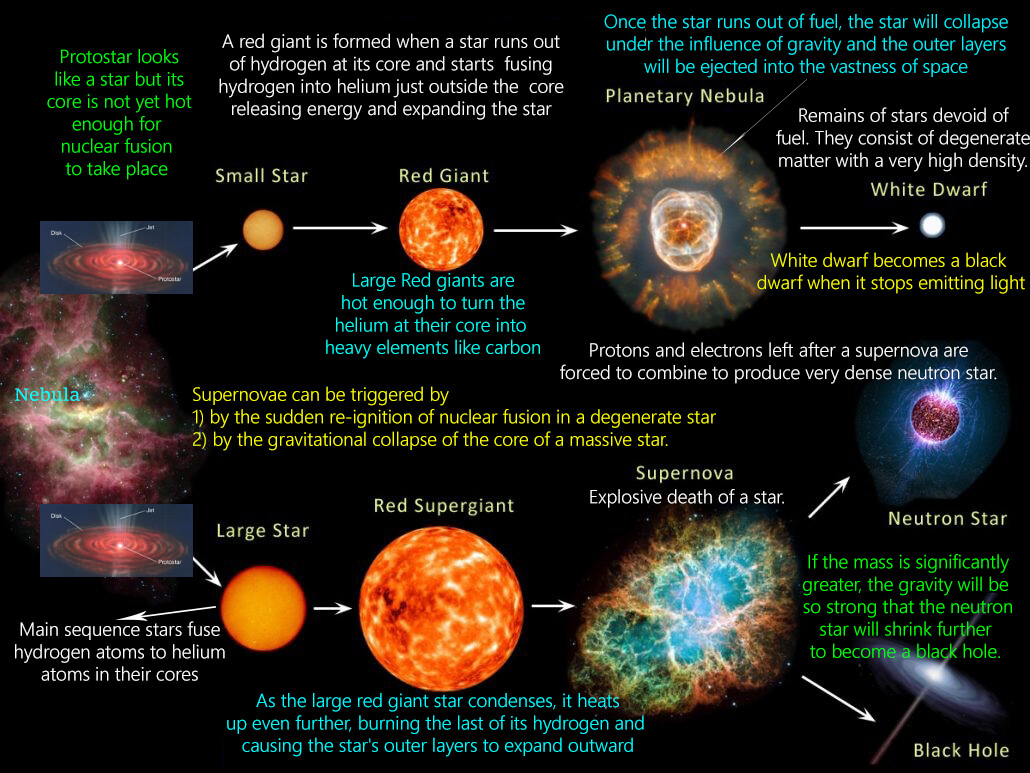 Once the star runs out of fuel, the star will collapse
under the influence of gravity and the outer layers
will be ejected into the vastness of space
Protostar looks
like a star but its
core is not yet hot
enough for
nuclear fusion
to take place
A red giant is formed when a star runs out
of hydrogen at its core and starts fusing
hydrogen into helium just outside the core
releasing energy and expanding the star
Planetary Nebula
Remains of stars devoid of
fuel. They consist of degenerate
matter with a very high density.
Small Star
Red Giant
White Dwarf
Disk
Jet
Protostar
White dwarf becomes a black
dwarf when it stops emitting light
Large Red giants are
hot enough to turn the
helium at their core into
heavy elements like carbon
Protons and electrons left after a supernova are
forced to combine to produce very dense neutron star.
Nebula
Supernovae can be triggered by
1) by the sudden re-ignition of nuclear fusion in a degenerate star
2) by the gravitational collapse of the core of a massive star.
Supernova
Explosive death of a star.
Red Supergiant
Large Star
Neutron Star
Disk
Jet
Protostar
If the mass is significantly
greater, the gravity will be
so strong that the neutron
star will shrink further
to become a black hole.
Main sequence stars fuse
hydrogen atoms to helium
atoms in their cores
As the large red giant star condenses, it heats
up even further, burning the last of its hydrogen and
causing the star's outer layers to expand outward
Black Hole